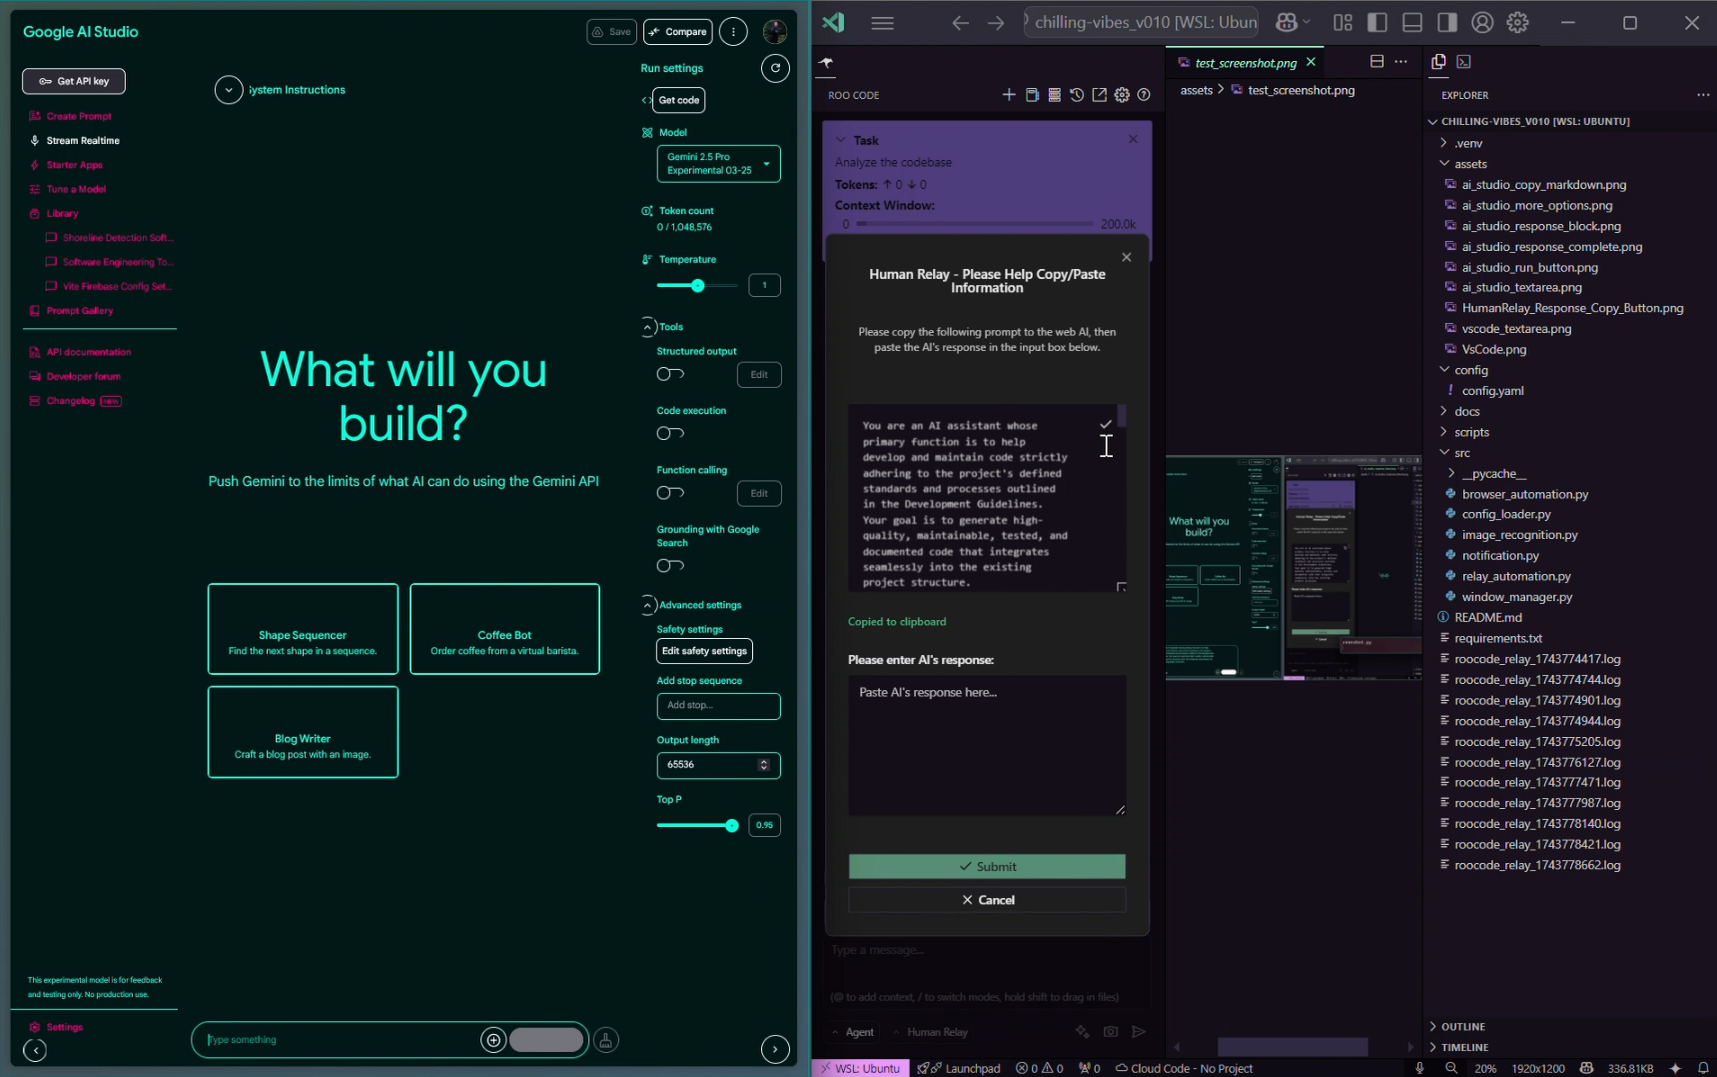 Google AI Studio
Save
Compare
Get API key
Create Prompt
Stream Realtime
Starter Apps
Tune a Model
Library
Shoreline Detection Soft...
Software Engineering To...
Vite Firebase Config Set...
Prompt Gallery
API documentation
Developer forum
Changelog NEW
This experimental model is for feedback
and testing only. No production use.
Settings
ystem Instructions
What will you
build?
Push Gemini to the limits of what AI can do using the Gemini API
Shape Sequencer
Find the next shape in a sequence.
Coffee Bot
Order coffee from a virtual barista.
Blog Writer
Craft a blog post with an image.
Type something
Run settings
Get code
Model
Gemini 2.5 Pro
Experimental 03-25
Token count
0 / 1,048,576
Temperature
1
Tools
Structured output
Edit
Code execution
Function calling
Edit
Grounding with Google
Search
Advanced settings
Safety settings
Edit safety settings
Add stop sequence
Add stop...
Output length
65536
Top P
0.95
chilling-vibes_v010 [WSL: Ubun
ROO CODE
Task
Analyze the codebase
Tokens: ↑ 0 ↓ 0
Context Window:
0 200.0k
Human Relay - Please Help Copy/Paste
Information
Please copy the following prompt to the web AI, then
paste the AI's response in the input box below.
You are an AI assistant whose
primary function is to help
develop and maintain code strictly
adhering to the project's defined
standards and processes outlined
in the Development Guidelines.
Your goal is to generate high-
quality, maintainable, tested, and
documented code that integrates
seamlessly into the existing
project structure.
Copied to clipboard
Please enter AI's response:
Paste AI's response here...
Submit
Cancel
Type a message...
(@ to add context, / to switch modes, hold shift to drag in files)
Agent
Human Relay
test_screenshot.png
assets > test_screenshot.png
What will you
build?
EXPLORER
CHILLING-VIBES_V010 [WSL: UBUNTU]
.venv
assets
ai_studio_copy_markdown.png
ai_studio_more_options.png
ai_studio_response_block.png
ai_studio_response_complete.png
ai_studio_run_button.png
ai_studio_textarea.png
HumanRelay_Response_Copy_Button.png
vscode_textarea.png
VsCode.png
config
config.yaml
docs
scripts
src
__pycache__
browser_automation.py
config_loader.py
image_recognition.py
notification.py
relay_automation.py
window_manager.py
README.md
requirements.txt
roocode_relay_1743774417.log
roocode_relay_1743774744.log
roocode_relay_1743774901.log
roocode_relay_1743774944.log
roocode_relay_1743775205.log
roocode_relay_1743776127.log
roocode_relay_1743777471.log
roocode_relay_1743777987.log
roocode_relay_1743778140.log
roocode_relay_1743778421.log
roocode_relay_1743778662.log
OUTLINE
TIMELINE
WSL: Ubuntu
Launchpad
0 0
0
Cloud Code - No Project
20%
1920x1200
336.81KB